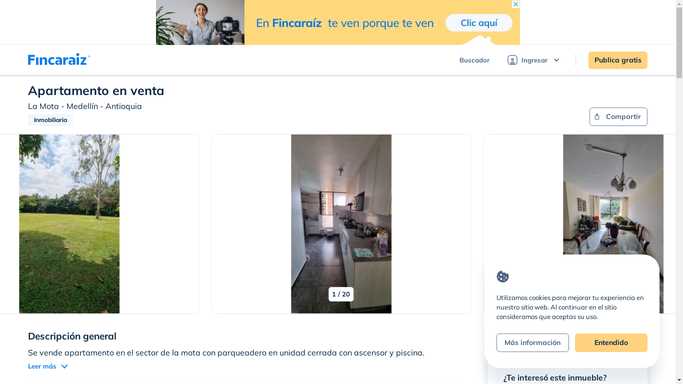 En Fincaraíz te ven porque te ven
Clic aquí
Fincaraiz
Buscador
Ingresar
Publica gratis
Apartamento en venta
La Mota - Medellín - Antioquia
Inmobiliaria
Compartir
1 / 20
Utilizamos cookies para mejorar tu experiencia en
nuestro sitio web. Al continuar en el sitio
consideramos que aceptas su uso.
Más información
Entendido
Descripción general
Se vende apartamento en el sector de la mota con parqueadero en unidad cerrada con ascensor y piscina.
Leer más
¿Te interesó este inmueble?